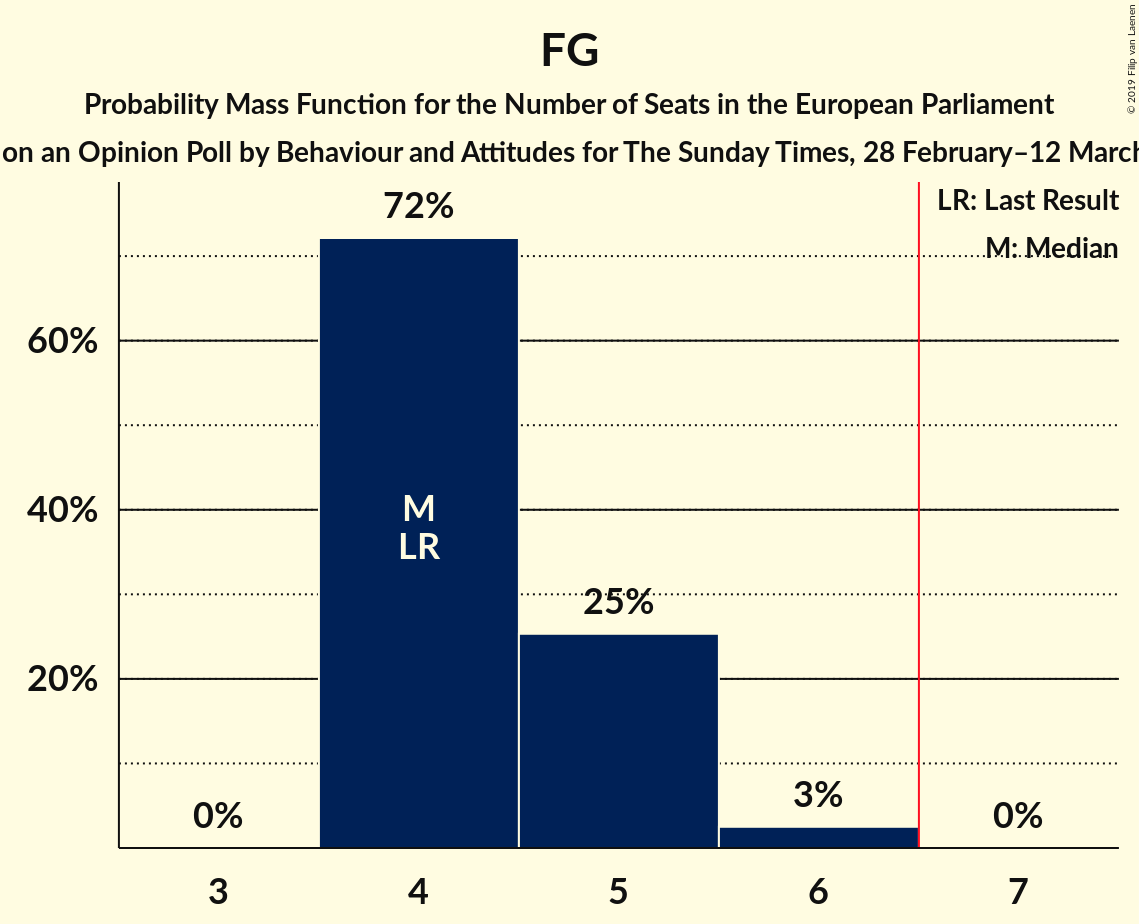 FG
Probability Mass Function for the Number of Seats in the European Parliament
on an Opinion Poll by Behaviour and Attitudes for The Sunday Times, 28 February–12 March
© 2019 Filip van Laenen
LR: Last Result
M: Median
72%
60%
40%
20%
M
LR
25%
0%
3%
0%
3 4 5 6 7